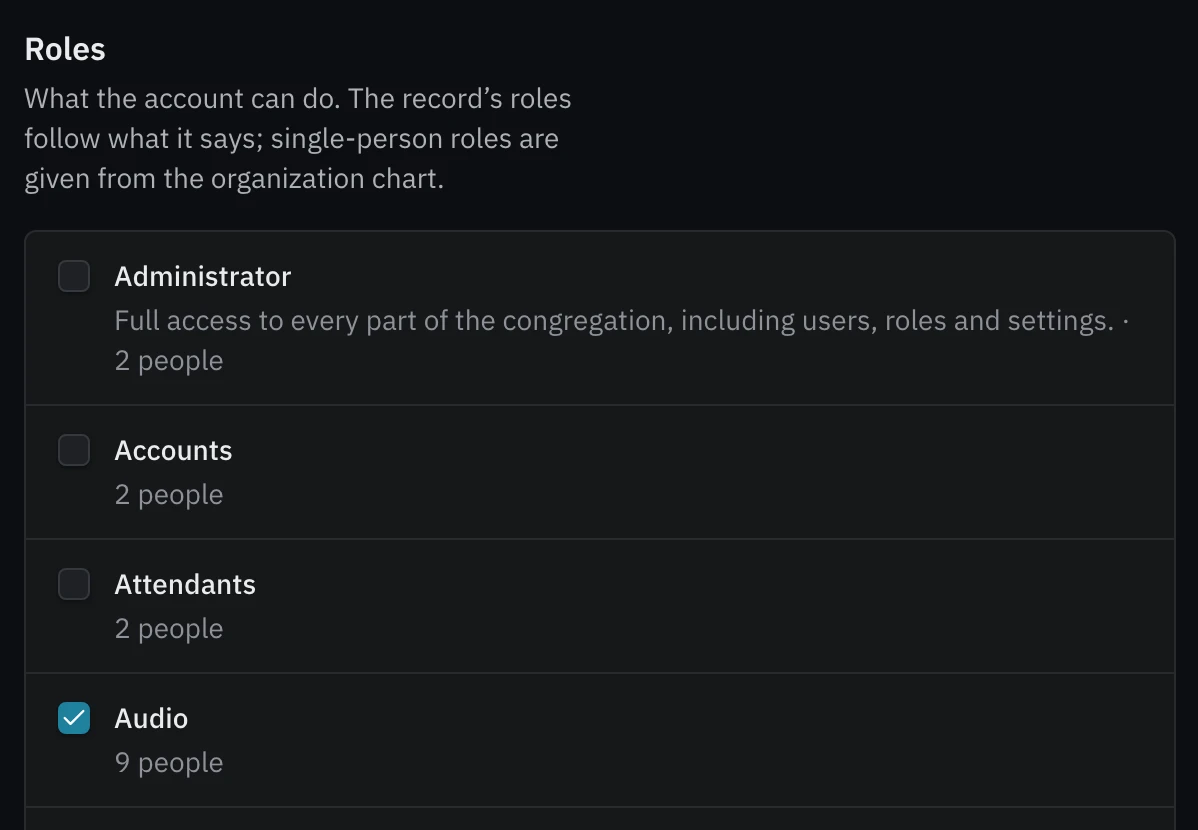 Roles
What the account can do. The record’s roles
follow what it says; single-person roles are
given from the organization chart.
Administrator
Full access to every part of the congregation, including users, roles and settings. ·
2 people
Accounts
2 people
Attendants
2 people
Audio
9 people